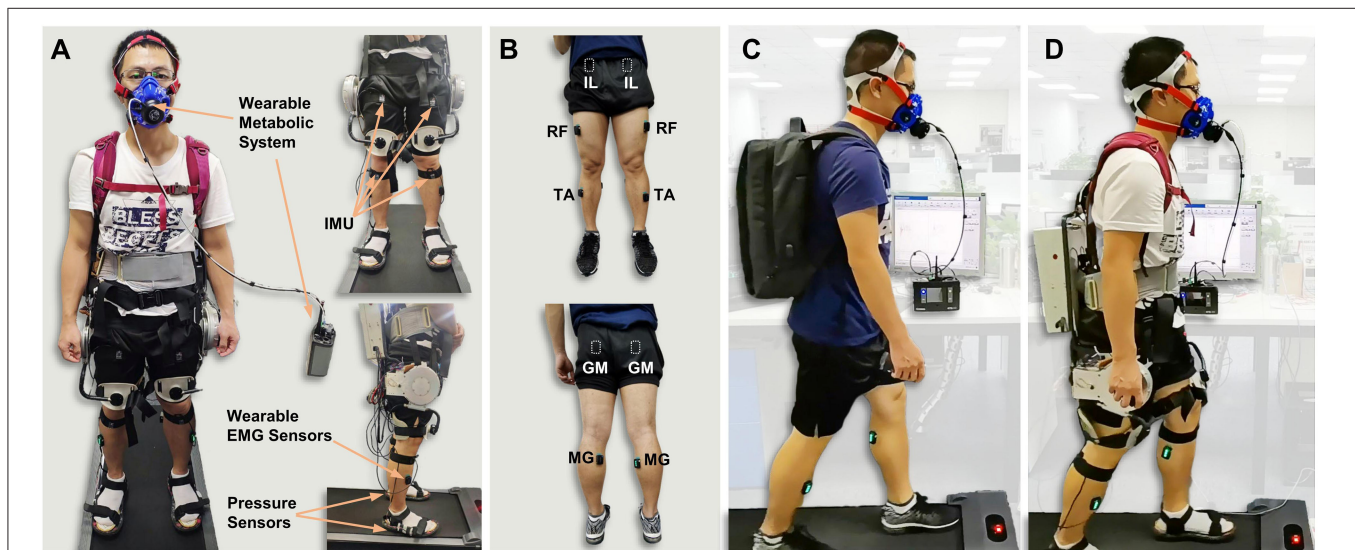 A
Wearable
Metabolic
System
BLESS
IMU
Wearable
EMG Sensors
Pressure
Sensors
B
IL IL
RF RF
TA TA
GM GM
MG MG
C
D